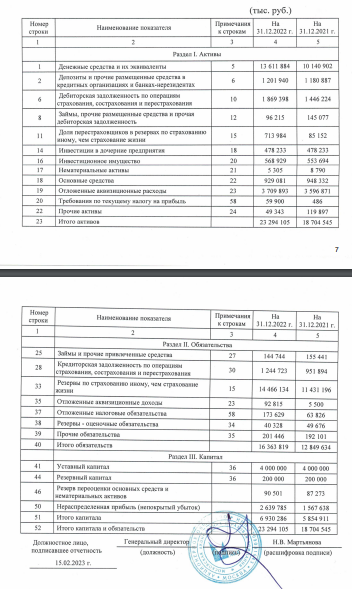 (тыс. руб.)
Номер строки Наименование показателя Примечания к строкам На 31.12.2022 г. На 31.12.2021 г.
1 2 3 4 5
Раздел I. Активы
1 Денежные средства и их эквиваленты 5 13 611 884 10 140 902
2 Депозиты и прочие размещенные средства в кредитных организациях и банках-нерезидентах 6 1 201 940 1 180 887
6 Дебиторская задолженность по операциям страхования, сострахования и перестрахования 10 1 869 398 1 446 224
8 Займы, прочие размещенные средства и прочая дебиторская задолженность 12 96 215 145 077
11 Доля перестраховщиков в резервах по страхованию иному, чем страхование жизни 15 713 984 85 152
14 Инвестиции в дочерние предприятия 18 478 233 478 233
16 Инвестиционное имущество 20 568 929 553 694
17 Нематериальные активы 21 5 305 8 790
18 Основные средства 22 929 081 948 332
19 Отложенные аквизиционные расходы 23 3 709 893 3 596 871
20 Требования по текущему налогу на прибыль 58 59 900 486
22 Прочие активы 24 49 343 119 897
23 Итого активов 23 294 105 18 704 545
7
Номер строки Наименование показателя Примечания к строкам На 31.12.2022 г. На 31.12.2021 г.
1 2 3 4 5
Раздел II. Обязательства
25 Займы и прочие привлеченные средства 27 144 744 155 441
28 Кредиторская задолженность по операциям страхования, сострахования и перестрахования 30 1 244 723 951 894
33 Резервы по страхованию иному, чем страхование жизни 15 14 466 134 11 431 196
35 Отложенные аквизиционные доходы 23 92 815 5 500
37 Отложенные налоговые обязательства 58 173 629 63 826
38 Резервы - оценочные обязательства 34 40 328 49 676
39 Прочие обязательства 35 201 446 192 101
40 Итого обязательств 16 363 819 12 849 634
Раздел III. Капитал
41 Уставный капитал 36 4 000 000 4 000 000
44 Резервный капитал 36 200 000 200 000
46 Резерв переоценки основных средств и нематериальных активов 90 501 87 273
50 Нераспределенная прибыль (непокрытый убыток) 2 639 785 1 567 638
51 Итого капитала 6 930 286 5 854 911
52 Итого капитала и обязательств 23 294 105 18 704 545
Должностное лицо, подписавшее отчетность Генеральный директор Н.В. Мартьянова
(должность) (подпись) (расшифровка подписи)
15.02.2023 г.